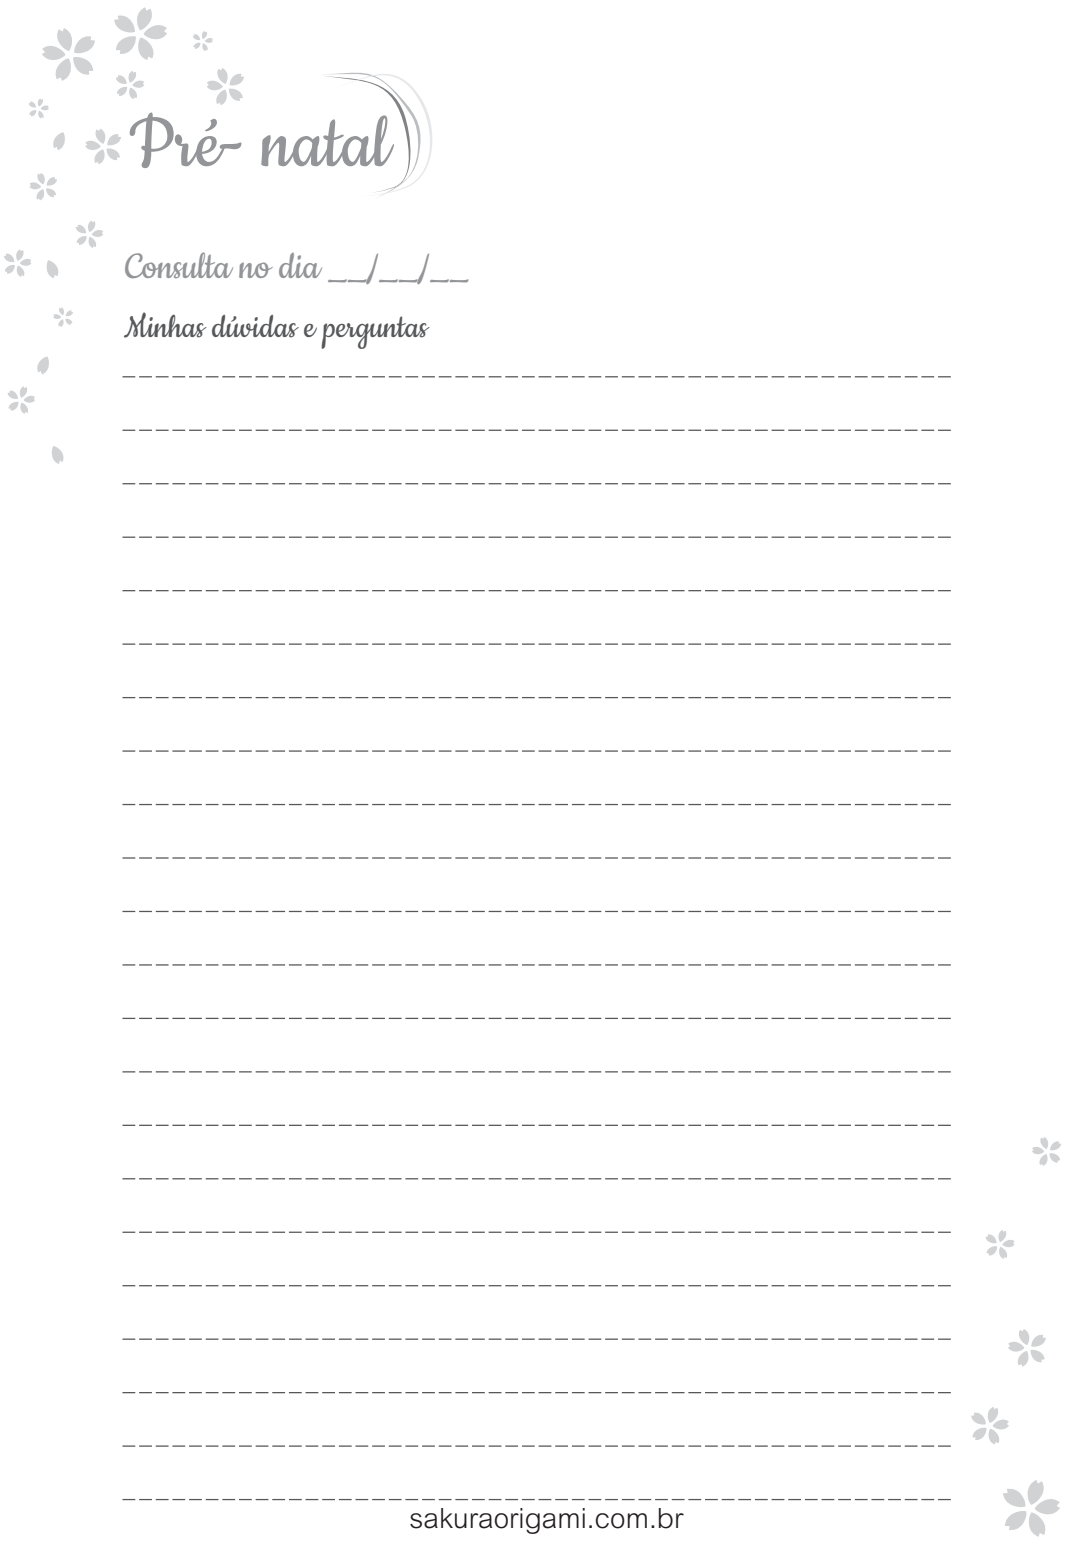 Pré- natal
Consulta no dia __/__/__
Minhas dúvidas e perguntas
sakuraorigami.com.br